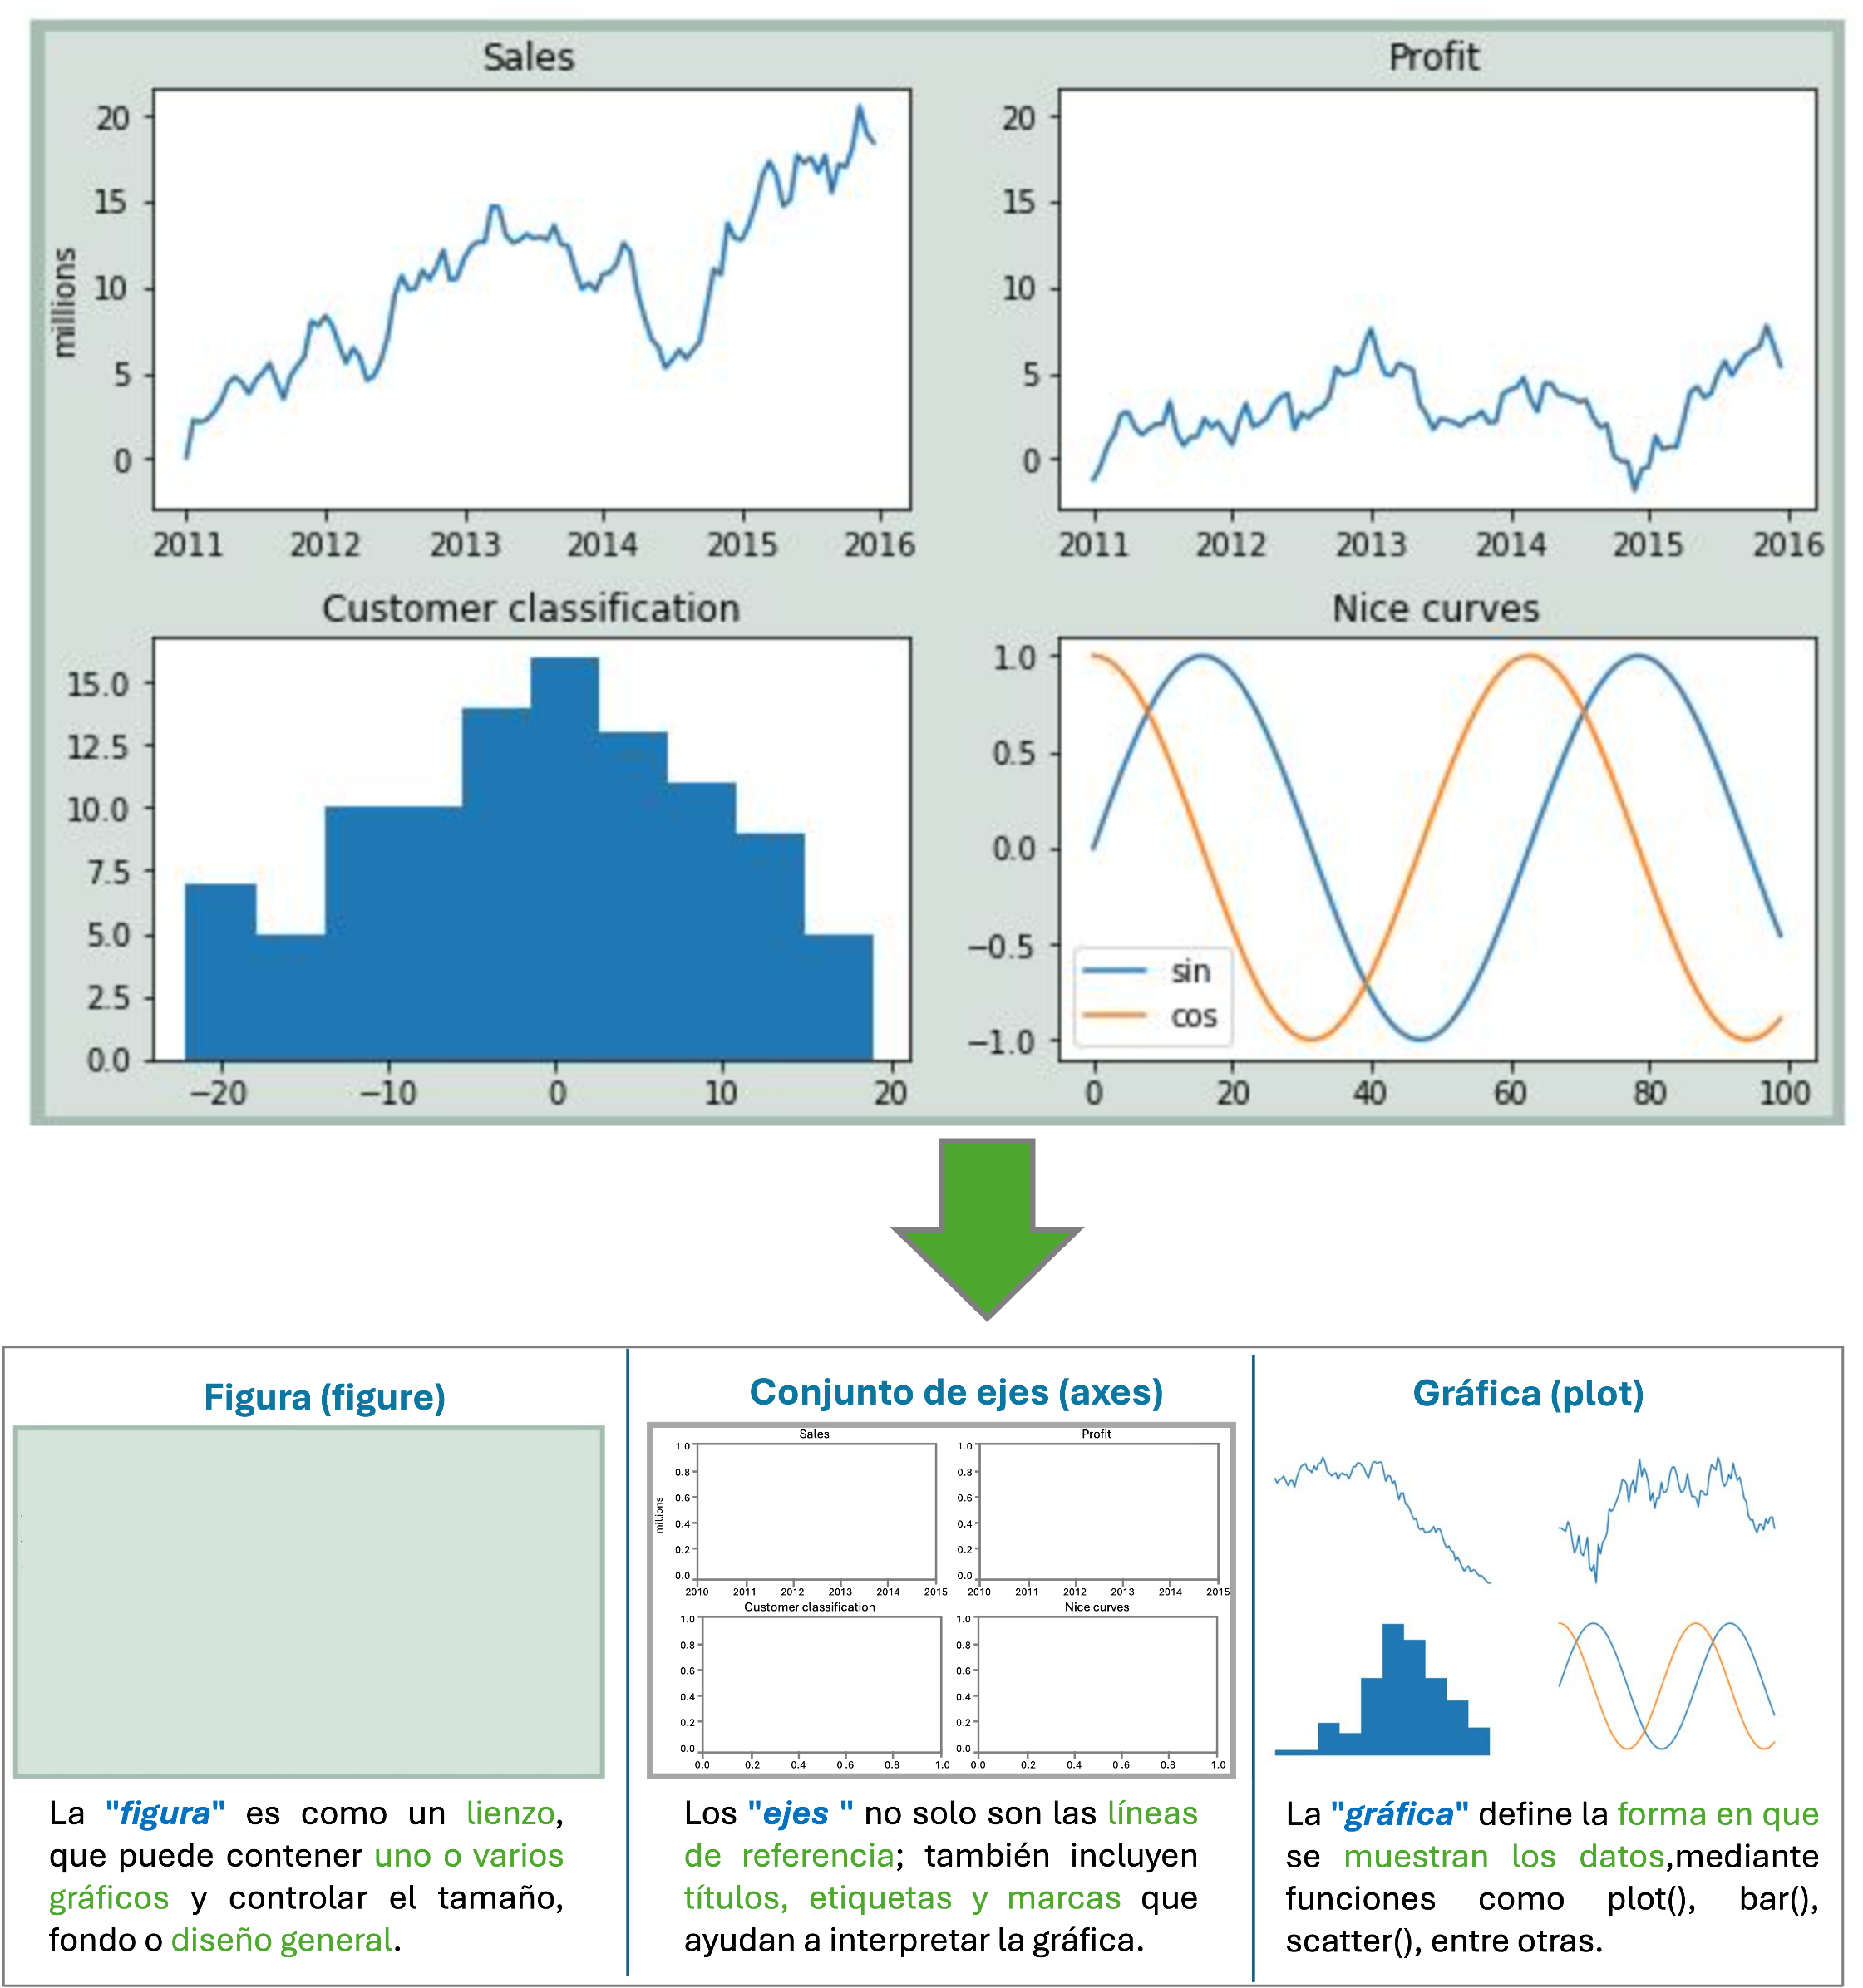 Sales
20
15
10
5
0
millions
2011 2012 2013 2014 2015 2016
Profit
20
15
10
5
0
2011 2012 2013 2014 2015 2016
Customer classification
15.0
12.5
10.0
7.5
5.0
2.5
0.0
−20 −10 0 10 20
Nice curves
1.0
0.5
0.0
−0.5
−1.0
sin
cos
0 20 40 60 80 100
Figura (figure)
La "figura" es como un lienzo,
que puede contener uno o varios
gráficos y controlar el tamaño,
fondo o diseño general.
Conjunto de ejes (axes)
Sales
1.0
0.8
0.6
0.4
0.2
0.0
millions
2010 2011 2012 2013 2014 2015
Profit
1.0
0.8
0.6
0.4
0.2
0.0
2010 2011 2012 2013 2014 2015
Customer classification
1.0
0.8
0.6
0.4
0.2
0.0
0.0 0.2 0.4 0.6 0.8 1.0
Nice curves
1.0
0.8
0.6
0.4
0.2
0.0
0.0 0.2 0.4 0.6 0.8 1.0
Los "ejes " no solo son las líneas
de referencia; también incluyen
títulos, etiquetas y marcas que
ayudan a interpretar la gráfica.
Gráfica (plot)
La "gráfica" define la forma en que
se muestran los datos,mediante
funciones como plot(), bar(),
scatter(), entre otras.